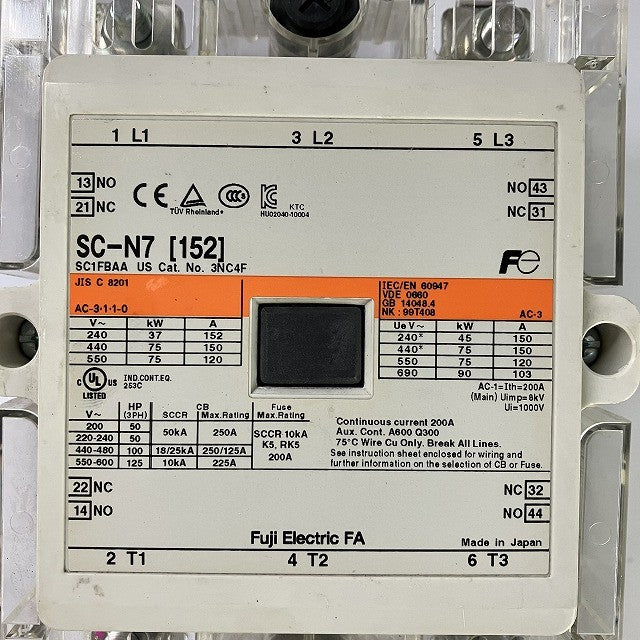 1 L1 3 L2 5 L3
13 NO NO 43
21 NC NC 31
CE TÜV Rheinland CCC KC KTC
HU02040-10004
SC-N7 [152]
SC1FBAA US Cat. No. 3NC4F Fe
JIS C 8201
AC-3·1·1-0
IEC/EN 60947
VDE 0660
GB 14048.4
NK : 99T408 AC-3
V~ kW A
240 37 152
440 75 150
550 75 120
Ue V~ kW A
240* 45 150
440* 75 150
550 75 120
690 90 103
C UL US LISTED
IND.CONT.EQ.
253C
AC-1=Ith=200A
(Main) Uimp=8kV
Ui=1000V
V~ HP (3PH) SCCR CB Max.Rating Fuse Max.Rating
200 50 50kA 250A SCCR·10kA K5, RK5 200A
220-240 50
440-480 100 18/25kA 250/125A
550-600 125 10kA 225A
Continuous current 200A
Aux. Cont. A600 Q300
75°C Wire Cu Only. Break All Lines.
See instruction sheet enclosed for wiring and
further information on the selection of CB or Fuse.
22 NC NC 32
14 NO NO 44
Fuji Electric FA Made in Japan
2 T1 4 T2 6 T3